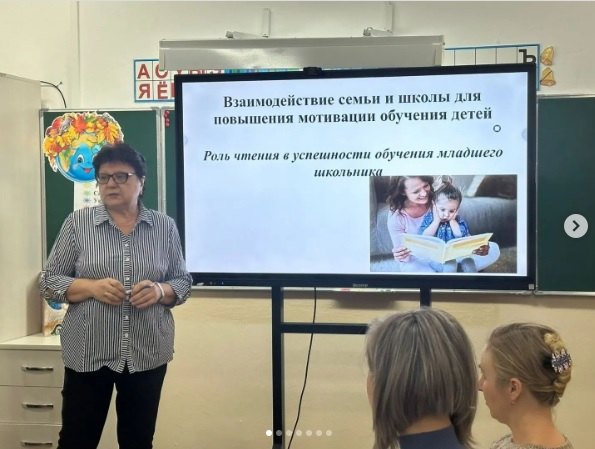 Взаимодействие семьи и школы для
повышения мотивации обучения детей
Роль чтения в успешности обучения младшего
школьника
А
Я Ё
Ъ